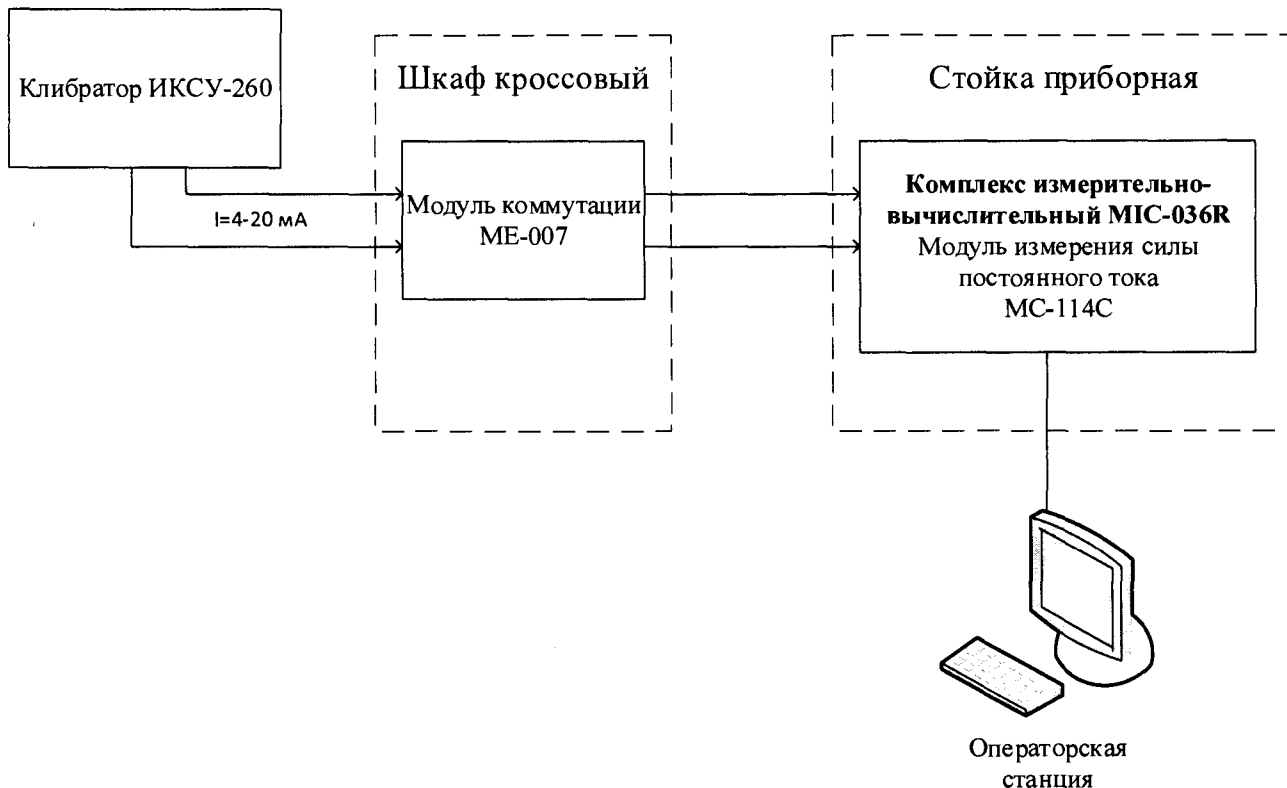 Клибратор ИКСУ-260
I=4-20 мА
Шкаф кроссовый
Модуль коммутации
МЕ-007
Стойка приборная
Комплекс измерительно-
вычислительный MIC-036R
Модуль измерения силы
постоянного тока
МС-114С
Операторская
станция